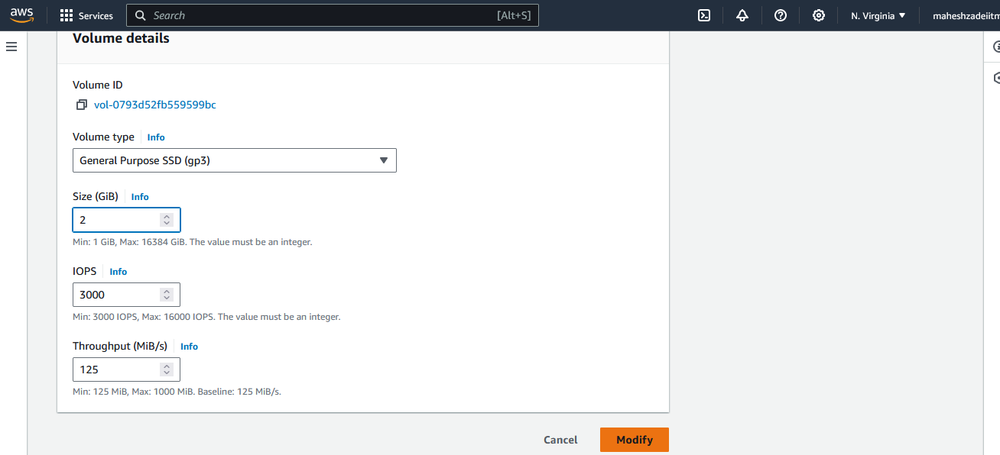 aws Services Search [Alt+S] N. Virginia maheshzadeiitm
Volume details
Volume ID
vol-0793d52fb559599bc
Volume type Info
General Purpose SSD (gp3)
Size (GiB) Info
2
Min: 1 GiB, Max: 16384 GiB. The value must be an integer.
IOPS Info
3000
Min: 3000 IOPS, Max: 16000 IOPS. The value must be an integer.
Throughput (MiB/s) Info
125
Min: 125 MiB, Max: 1000 MiB. Baseline: 125 MiB/s.
Cancel Modify